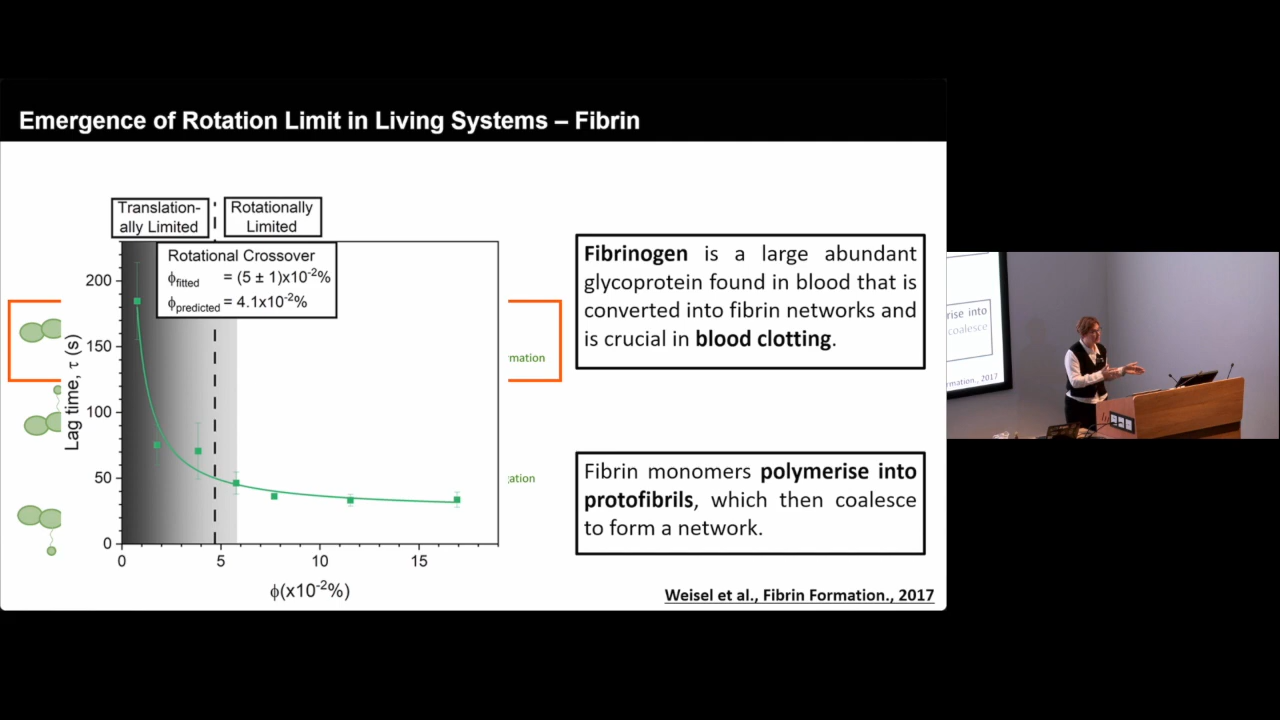 Emergence of Rotation Limit in Living Systems – Fibrin
Translation-
ally Limited
Rotationally
Limited
Rotational Crossover
ϕfitted = (5 ± 1)x10-2%
ϕpredicted = 4.1x10-2%
200
150
100
50
0
Lag time, τ (s)
0 5 10 15
ϕ(x10-2%)
rmation
gation
Fibrinogen is a large abundant
glycoprotein found in blood that is
converted into fibrin networks and
is crucial in blood clotting.
Fibrin monomers polymerise into
protofibrils, which then coalesce
to form a network.
Weisel et al., Fibrin Formation., 2017
rise into
coalesce
rmation., 2017